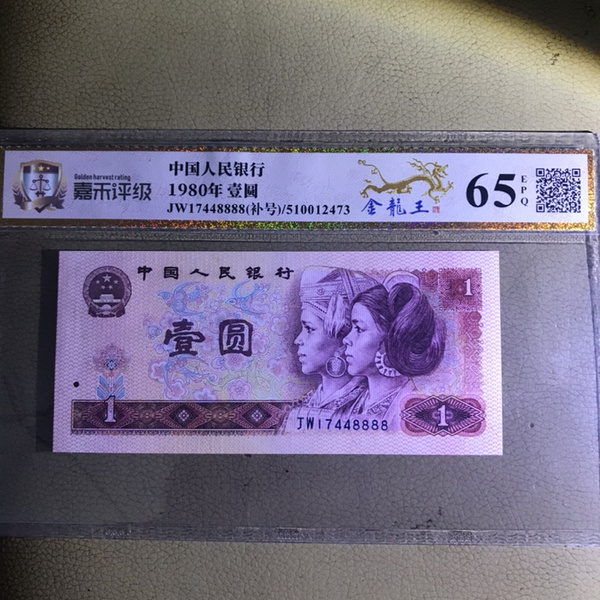 Golden harvest rating
嘉禾评级
中国人民银行
1980年 壹圆
JW17448888(补号)/510012473
金龍王
65
EPQ
中国人民银行
1
壹圆
1
JW17448888
1